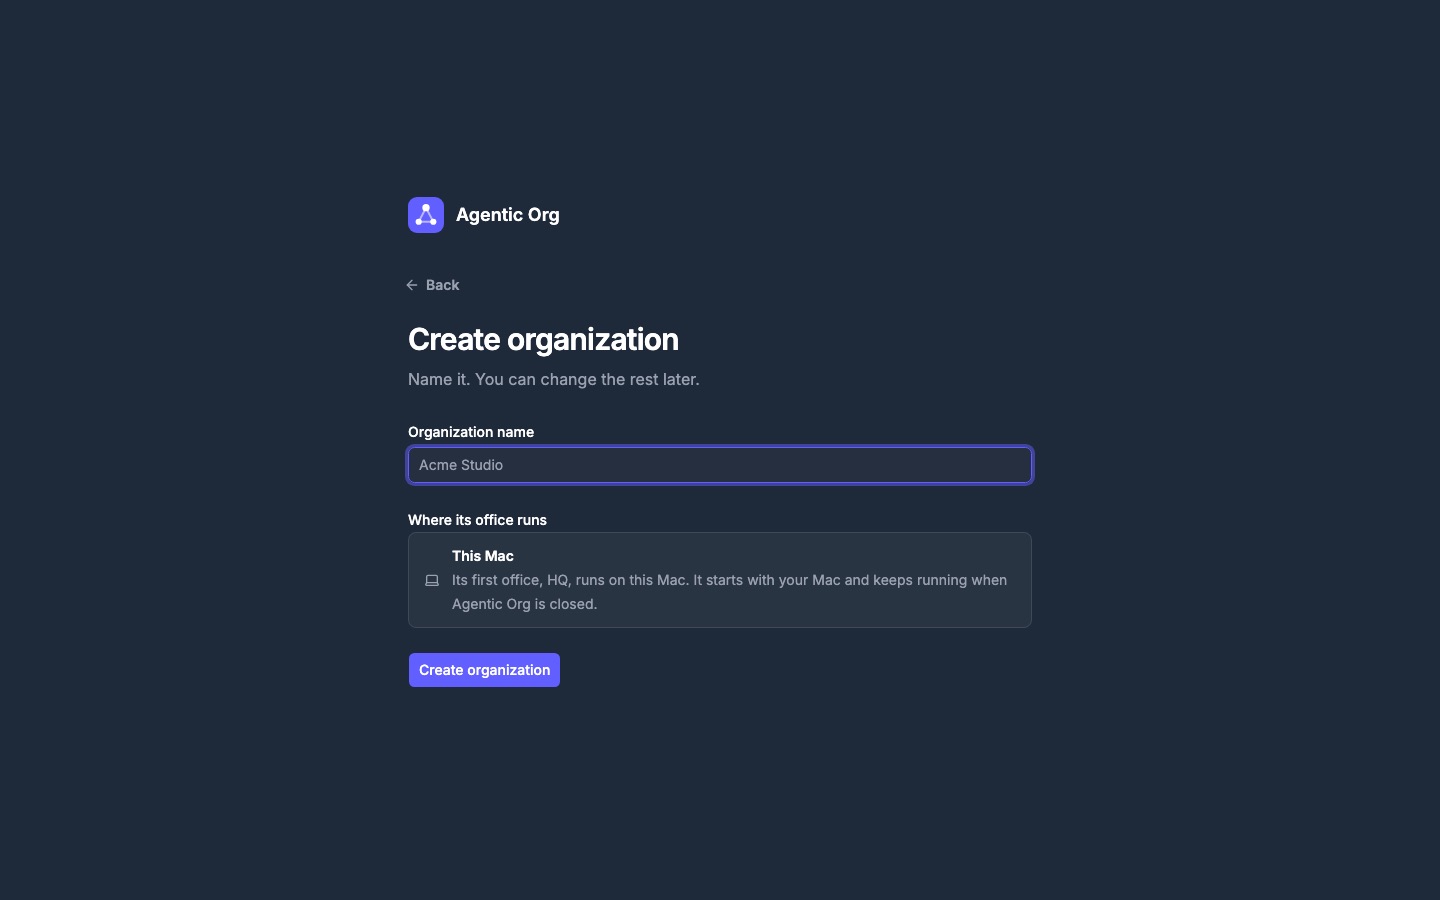 Agentic Org
Back
Create organization
Name it. You can change the rest later.
Organization name
Acme Studio
Where its office runs
This Mac
Its first office, HQ, runs on this Mac. It starts with your Mac and keeps running when
Agentic Org is closed.
Create organization